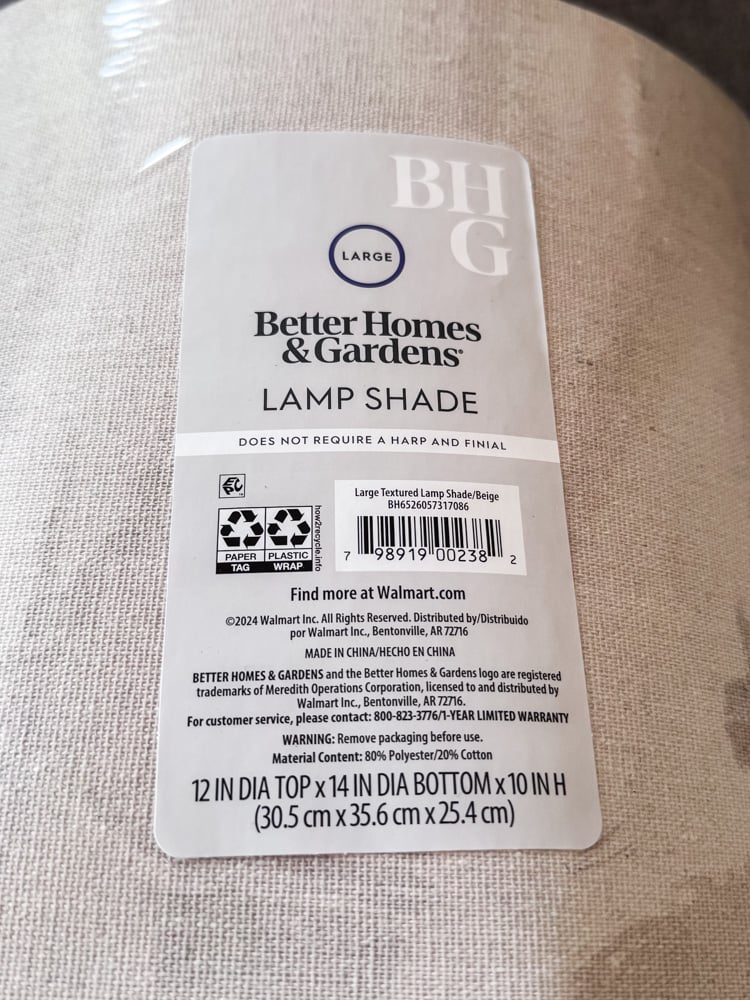 BH
G
LARGE
Better Homes
& Gardens®
LAMP SHADE
DOES NOT REQUIRE A HARP AND FINIAL
PAPER
TAG
PLASTIC
WRAP
how2recycle.info
Large Textured Lamp Shade/Beige
BH6526057317086
7 98919 00238 2
Find more at Walmart.com
©2024 Walmart Inc. All Rights Reserved. Distributed by/Distribuido
por Walmart Inc., Bentonville, AR 72716
MADE IN CHINA/HECHO EN CHINA
BETTER HOMES & GARDENS and the Better Homes & Gardens logo are registered
trademarks of Meredith Operations Corporation, licensed to and distributed by
Walmart Inc., Bentonville, AR 72716.
For customer service, please contact: 800-823-3776/1-YEAR LIMITED WARRANTY
WARNING: Remove packaging before use.
Material Content: 80% Polyester/20% Cotton
12 IN DIA TOP x 14 IN DIA BOTTOM x 10 IN H
(30.5 cm x 35.6 cm x 25.4 cm)